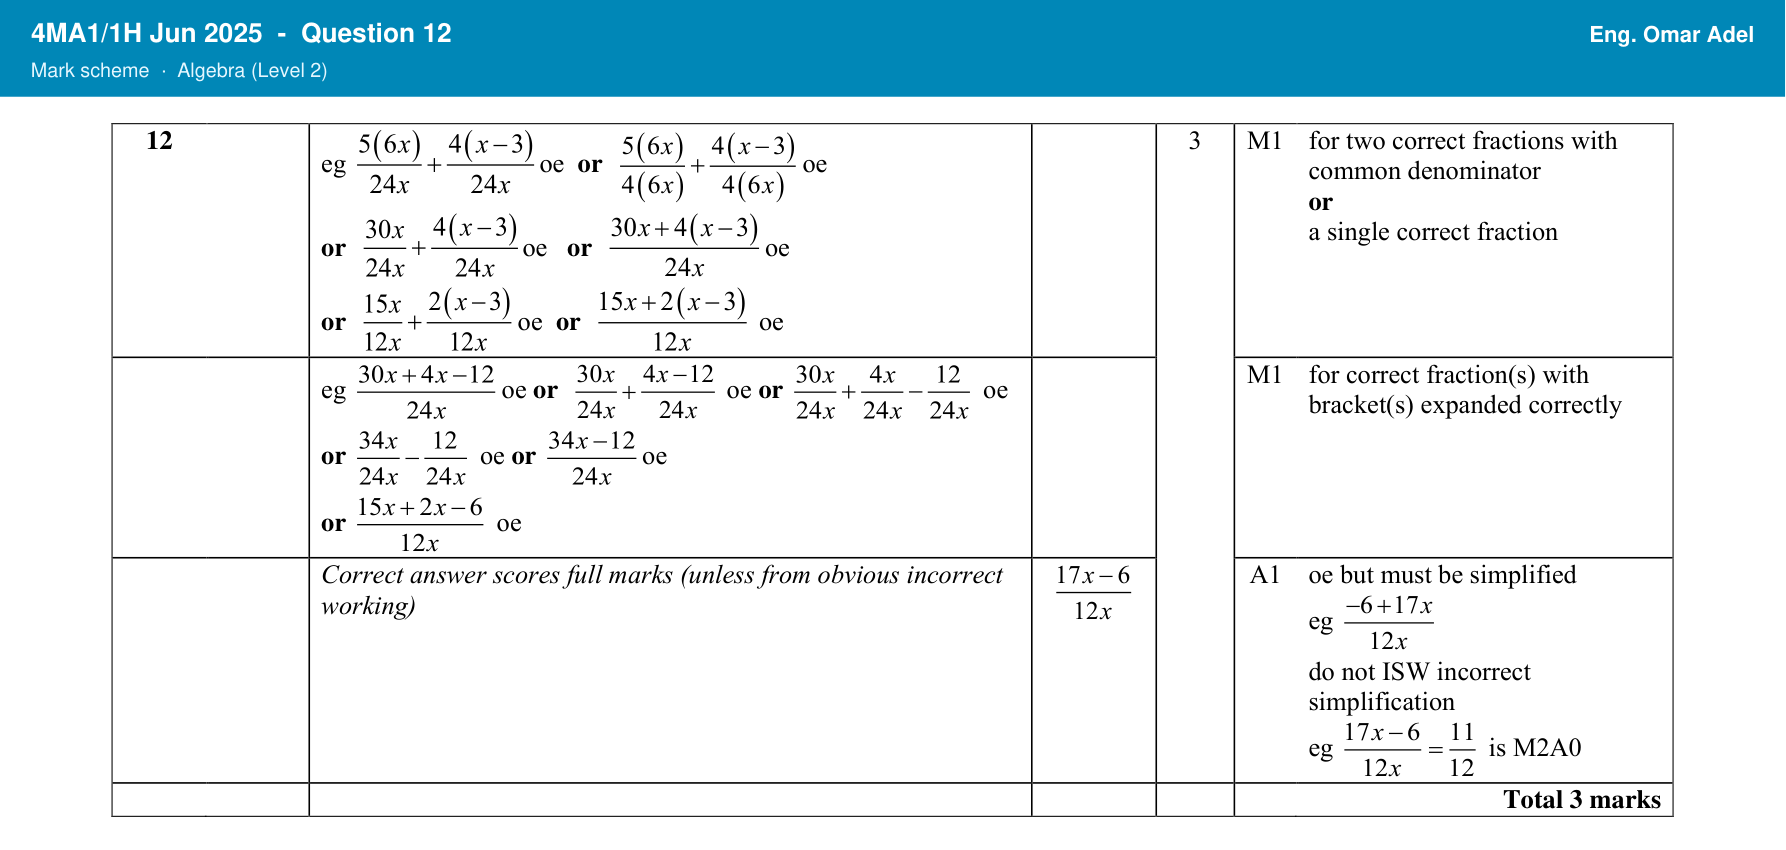 4MA1/1H Jun 2025 - Question 12
Eng. Omar Adel
Mark scheme · Algebra (Level 2)
12
eg 5(6x)/24x + 4(x−3)/24x oe or 5(6x)/4(6x) + 4(x−3)/4(6x) oe
or 30x/24x + 4(x−3)/24x oe or 30x+4(x−3)/24x oe
or 15x/12x + 2(x−3)/12x oe or 15x+2(x−3)/12x oe
3
M1 for two correct fractions with
common denominator
or
a single correct fraction
eg 30x+4x−12/24x oe or 30x/24x + 4x−12/24x oe or 30x/24x + 4x/24x − 12/24x oe
or 34x/24x − 12/24x oe or 34x−12/24x oe
or 15x+2x−6/12x oe
M1 for correct fraction(s) with
bracket(s) expanded correctly
Correct answer scores full marks (unless from obvious incorrect
working)
17x−6/12x
A1 oe but must be simplified
eg −6+17x/12x
do not ISW incorrect
simplification
eg 17x−6/12x = 11/12 is M2A0
Total 3 marks